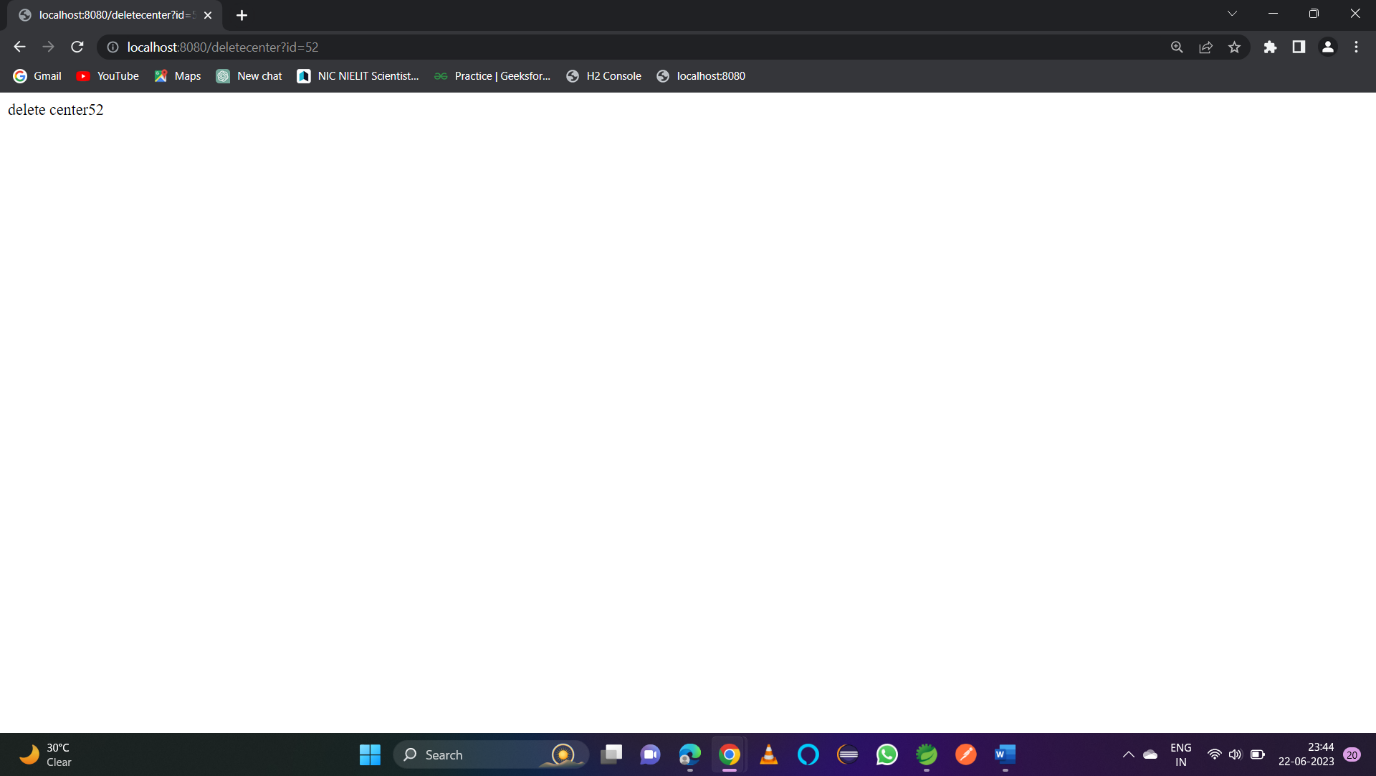 localhost:8080/deletecenter?id=5
localhost:8080/deletecenter?id=52
Gmail YouTube Maps New chat NIC NIELIT Scientist... Practice | Geeksfor... H2 Console localhost:8080
delete center52
30°C
Clear
Search
ENG
IN
23:44
22-06-2023
20